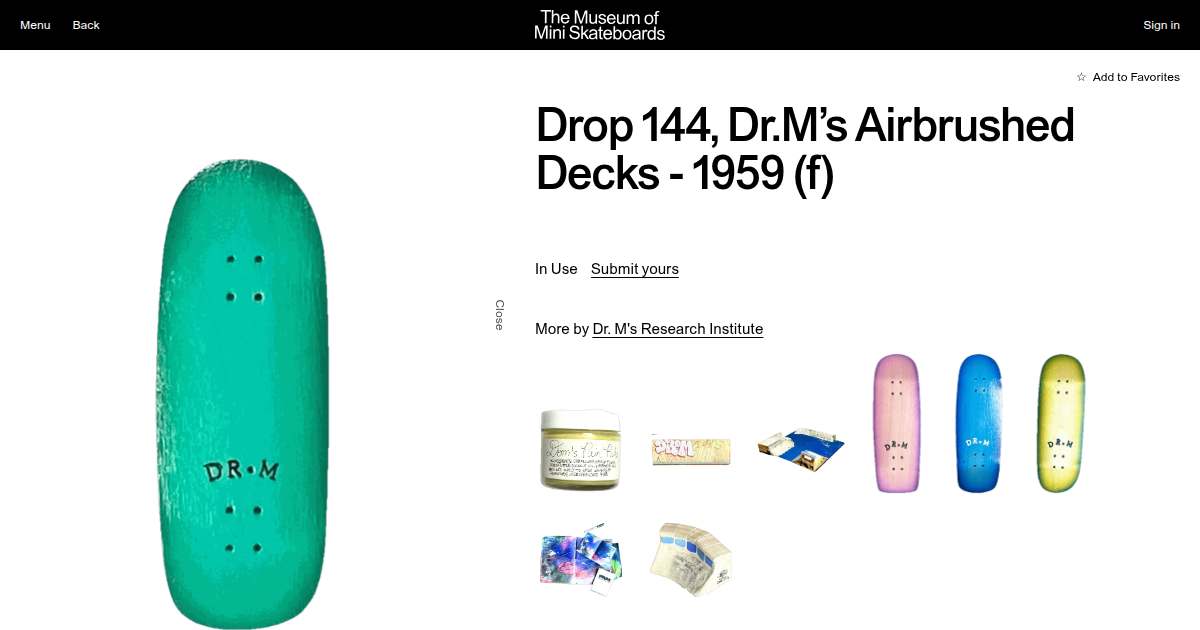 Menu
Back
The Museum of
Mini Skateboards
Sign in
☆ Add to Favorites
Drop 144, Dr.M’s Airbrushed
Decks - 1959 (f)
In Use
Submit yours
Close
More by Dr. M's Research Institute
DR•M
DR•M
DR•M
DR•M